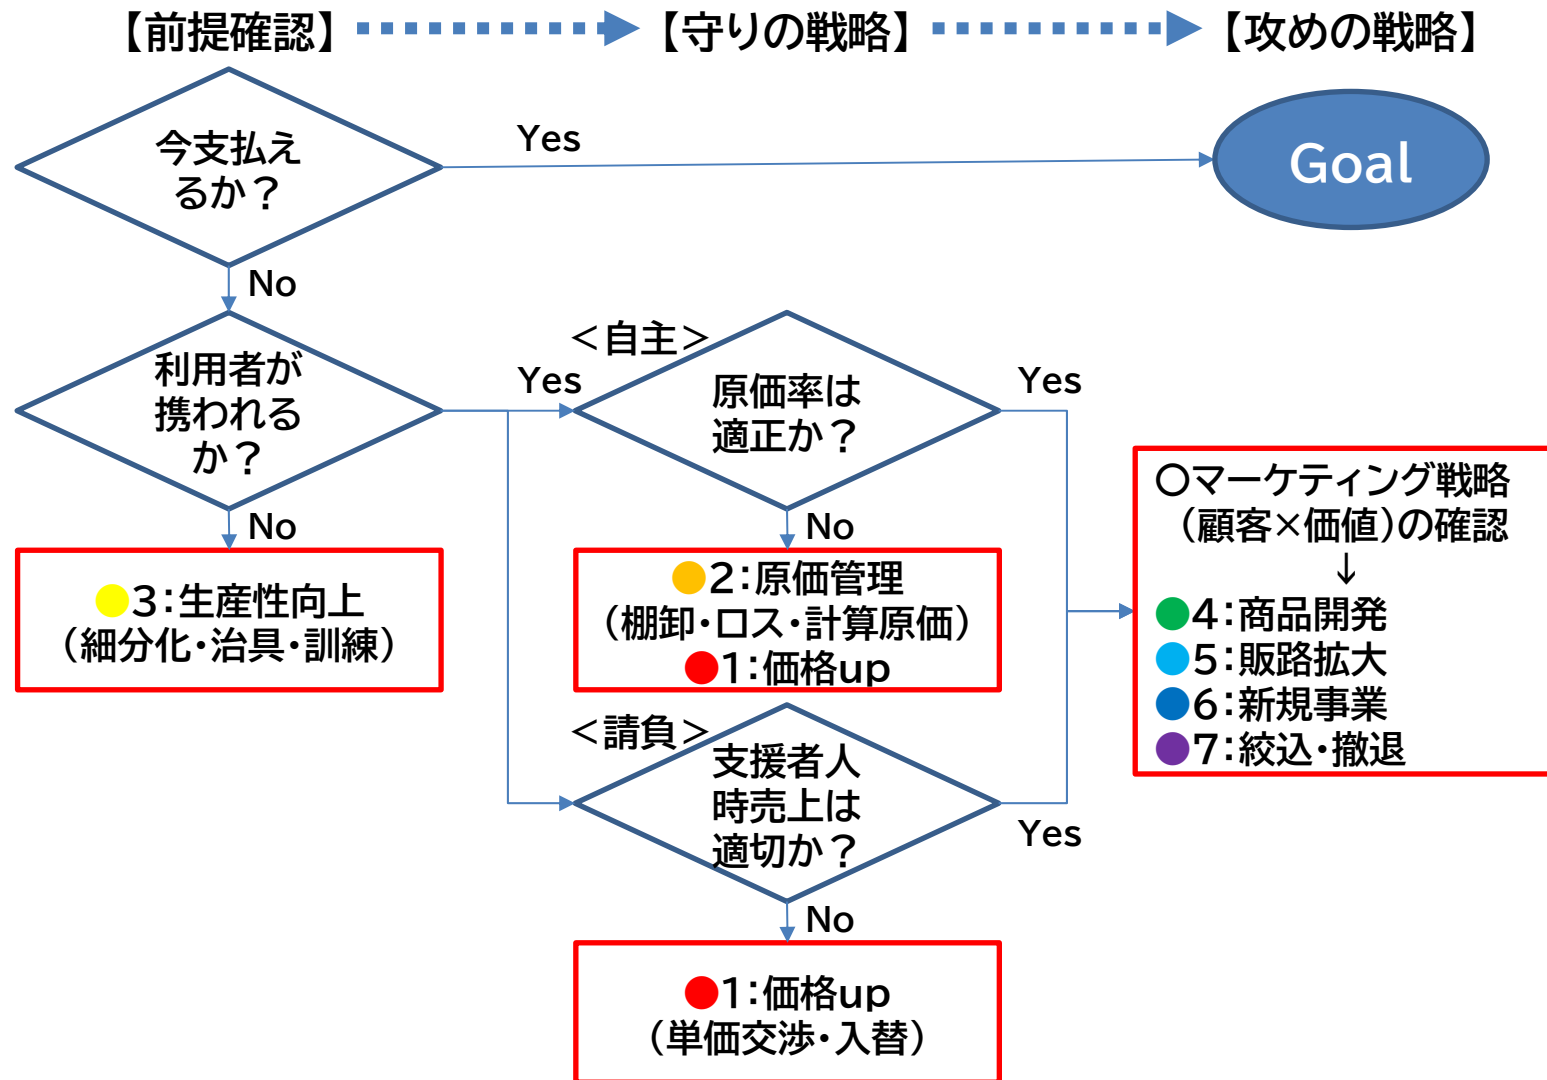 【前提確認】
【守りの戦略】
【攻めの戦略】
今支払え
るか？
Yes
Goal
No
利用者が
携われる
か？
Yes
＜自主＞
原価率は
適正か？
Yes
No
No
●3：生産性向上
（細分化・治具・訓練）
●2：原価管理
（棚卸・ロス・計算原価）
●1：価格up
〇マーケティング戦略
（顧客×価値）の確認
↓
●4：商品開発
●5：販路拡大
●6：新規事業
●7：絞込・撤退
＜請負＞
支援者人
時売上は
適切か？
Yes
No
●1：価格up
（単価交渉・入替）